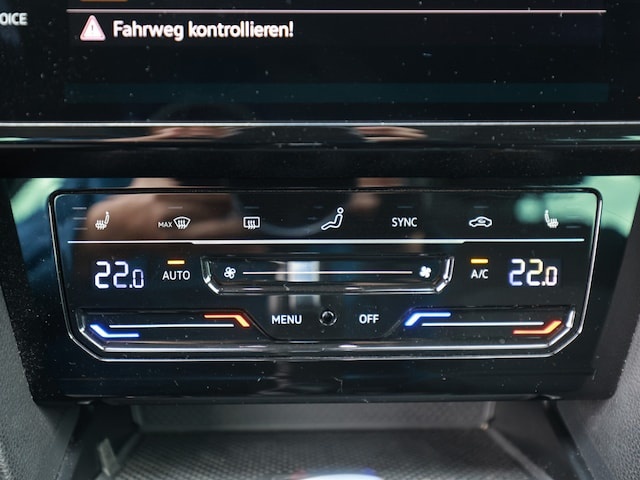 OICE
Fahrweg kontrollieren!
MAX
SYNC
22.0 AUTO A/C 22.0
MENU OFF